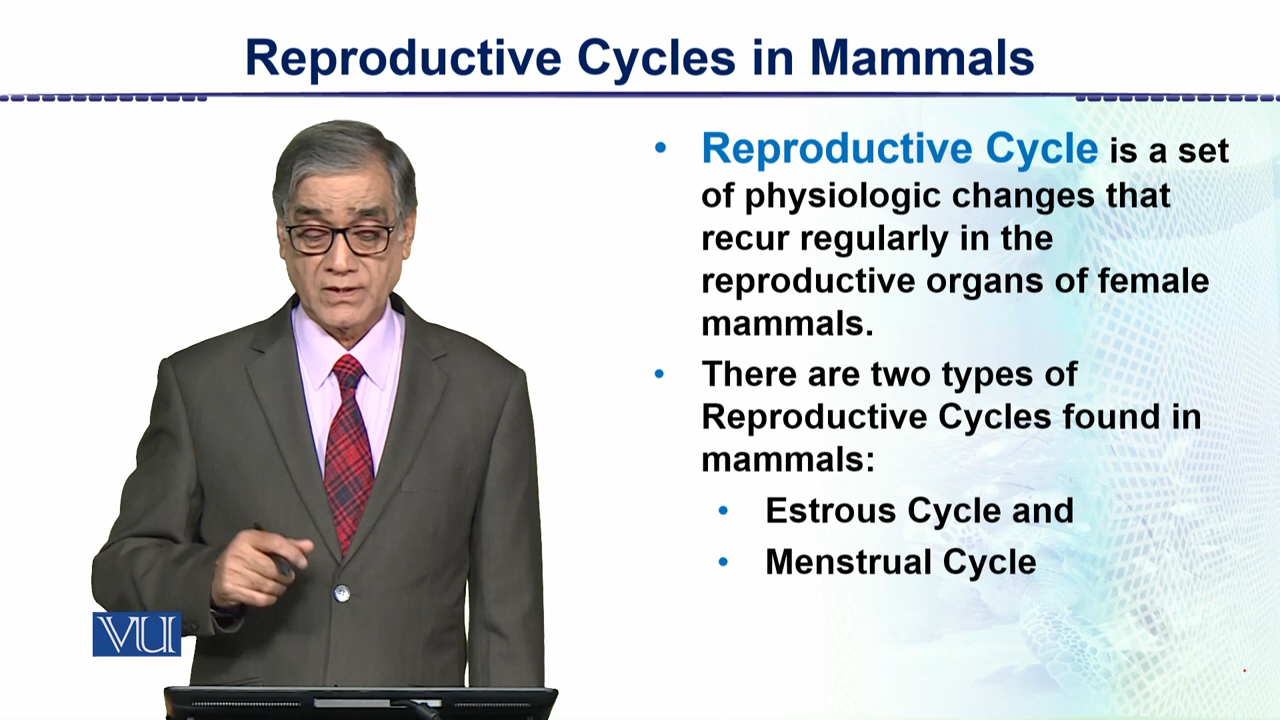 Reproductive Cycles in Mammals
• Reproductive Cycle is a set
of physiologic changes that
recur regularly in the
reproductive organs of female
mammals.
• There are two types of
Reproductive Cycles found in
mammals:
• Estrous Cycle and
• Menstrual Cycle
VU